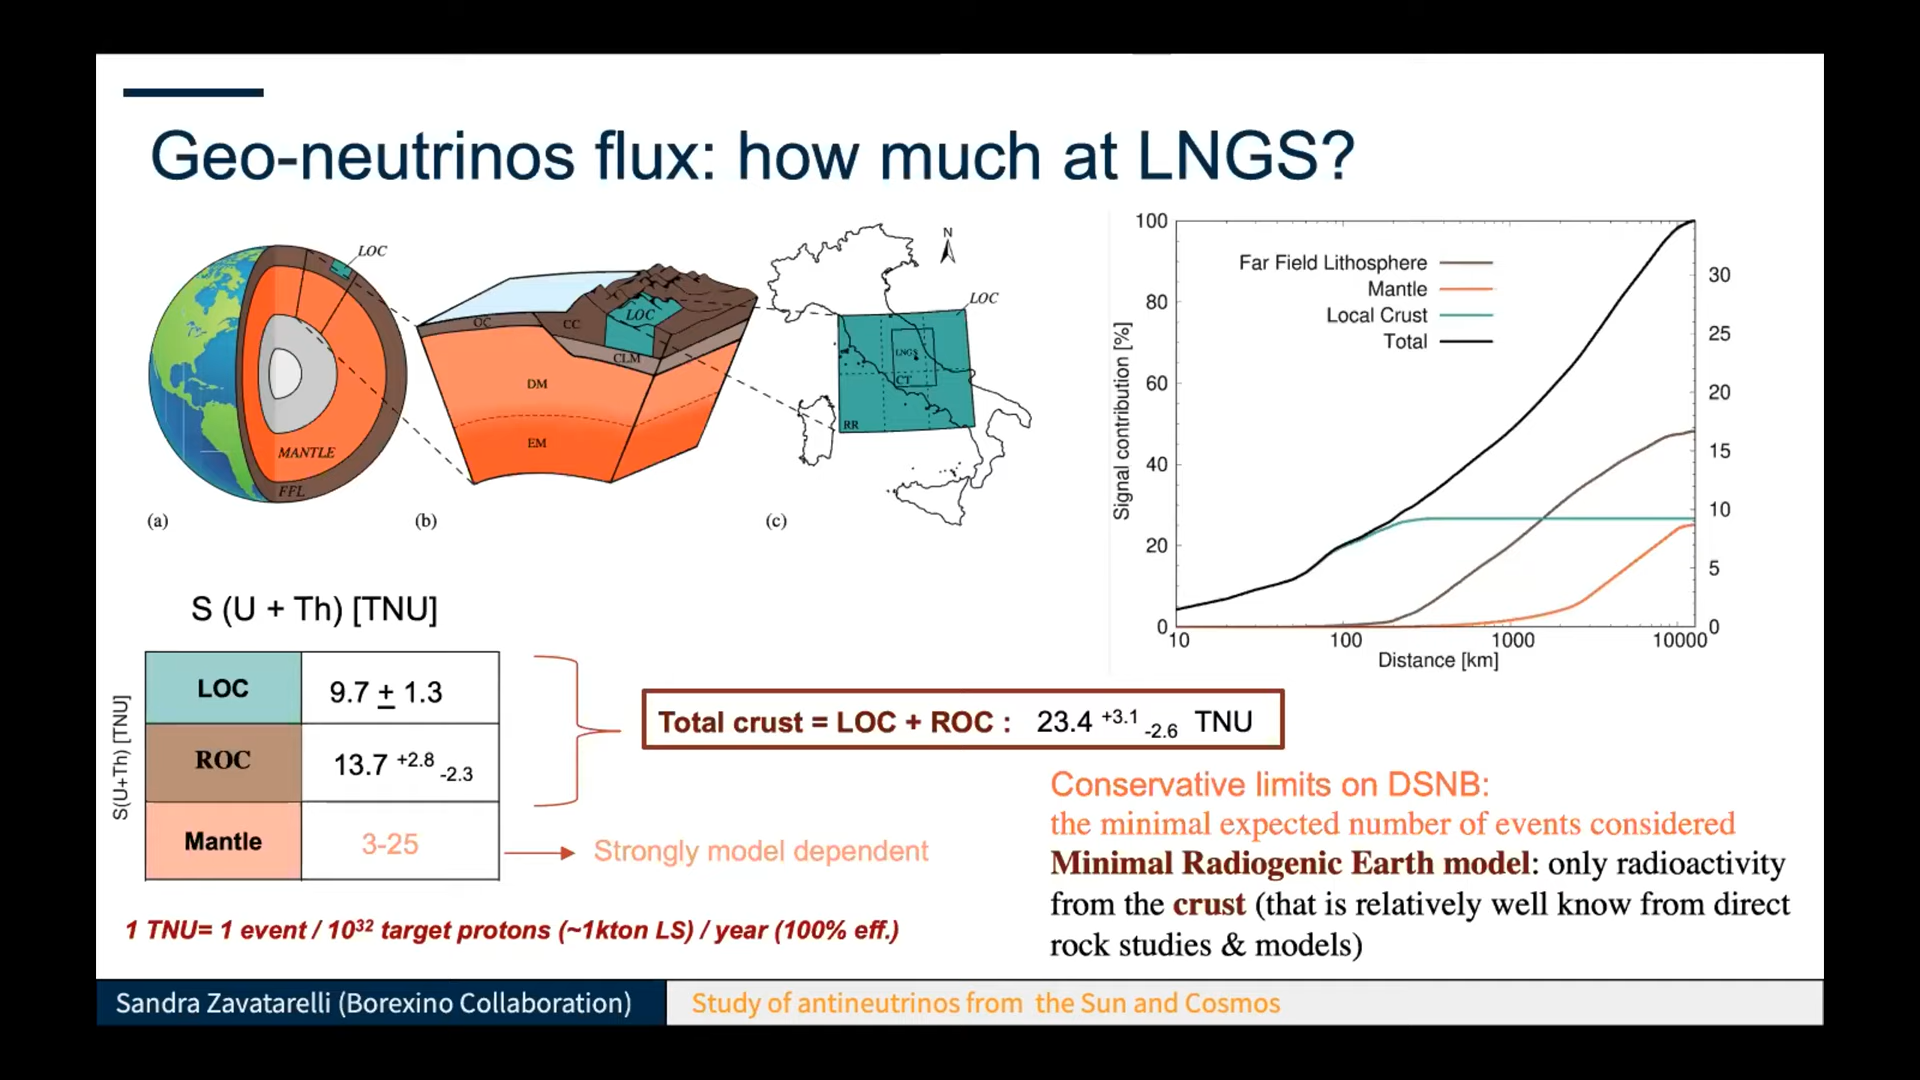 Geo-neutrinos flux: how much at LNGS?
LOC
MANTLE
FFL
(a)
OC
CC
LOC
CLM
DM
EM
(b)
N
LOC
LNGS
CT
RR
(c)
100
80
60
40
20
0
Signal contribution [%]
Far Field Lithosphere
Mantle
Local Crust
Total
30
25
20
15
10
5
0
10
100
1000
10000
Distance [km]
S (U + Th) [TNU]
S(U+Th) [TNU]
LOC 9.7 ± 1.3
ROC 13.7 +2.8 -2.3
Mantle 3-25
Strongly model dependent
Total crust = LOC + ROC : 23.4 +3.1 -2.6 TNU
1 TNU= 1 event / 10³² target protons (~1kton LS) / year (100% eff.)
Conservative limits on DSNB:
the minimal expected number of events considered
Minimal Radiogenic Earth model: only radioactivity
from the crust (that is relatively well know from direct
rock studies & models)
Sandra Zavatarelli (Borexino Collaboration)
Study of antineutrinos from the Sun and Cosmos